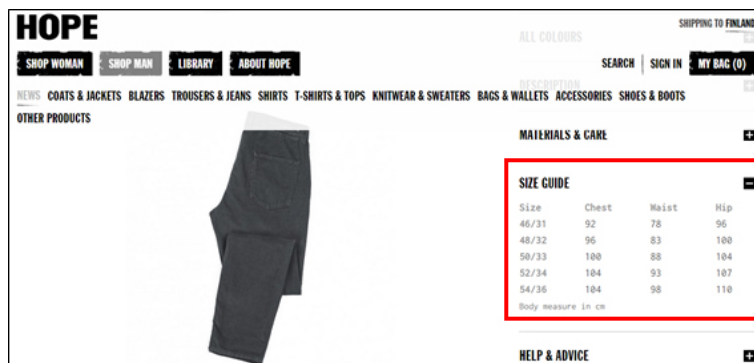 HOPE
SHIPPING TO FINLAND
ALL COLOURS
SHOP WOMAN SHOP MAN LIBRARY ABOUT HOPE
SEARCH SIGN IN MY BAG (0)
DESCRIPTION
NEWS COATS & JACKETS BLAZERS TROUSERS & JEANS SHIRTS T-SHIRTS & TOPS KNITWEAR & SWEATERS BAGS & WALLETS ACCESSORIES SHOES & BOOTS
OTHER PRODUCTS
MATERIALS & CARE
SIZE GUIDE
Size Chest Waist Hip
46/31 92 78 96
48/32 96 83 100
50/33 100 88 104
52/34 104 93 107
54/36 104 98 110
Body measure in cm
HELP & ADVICE